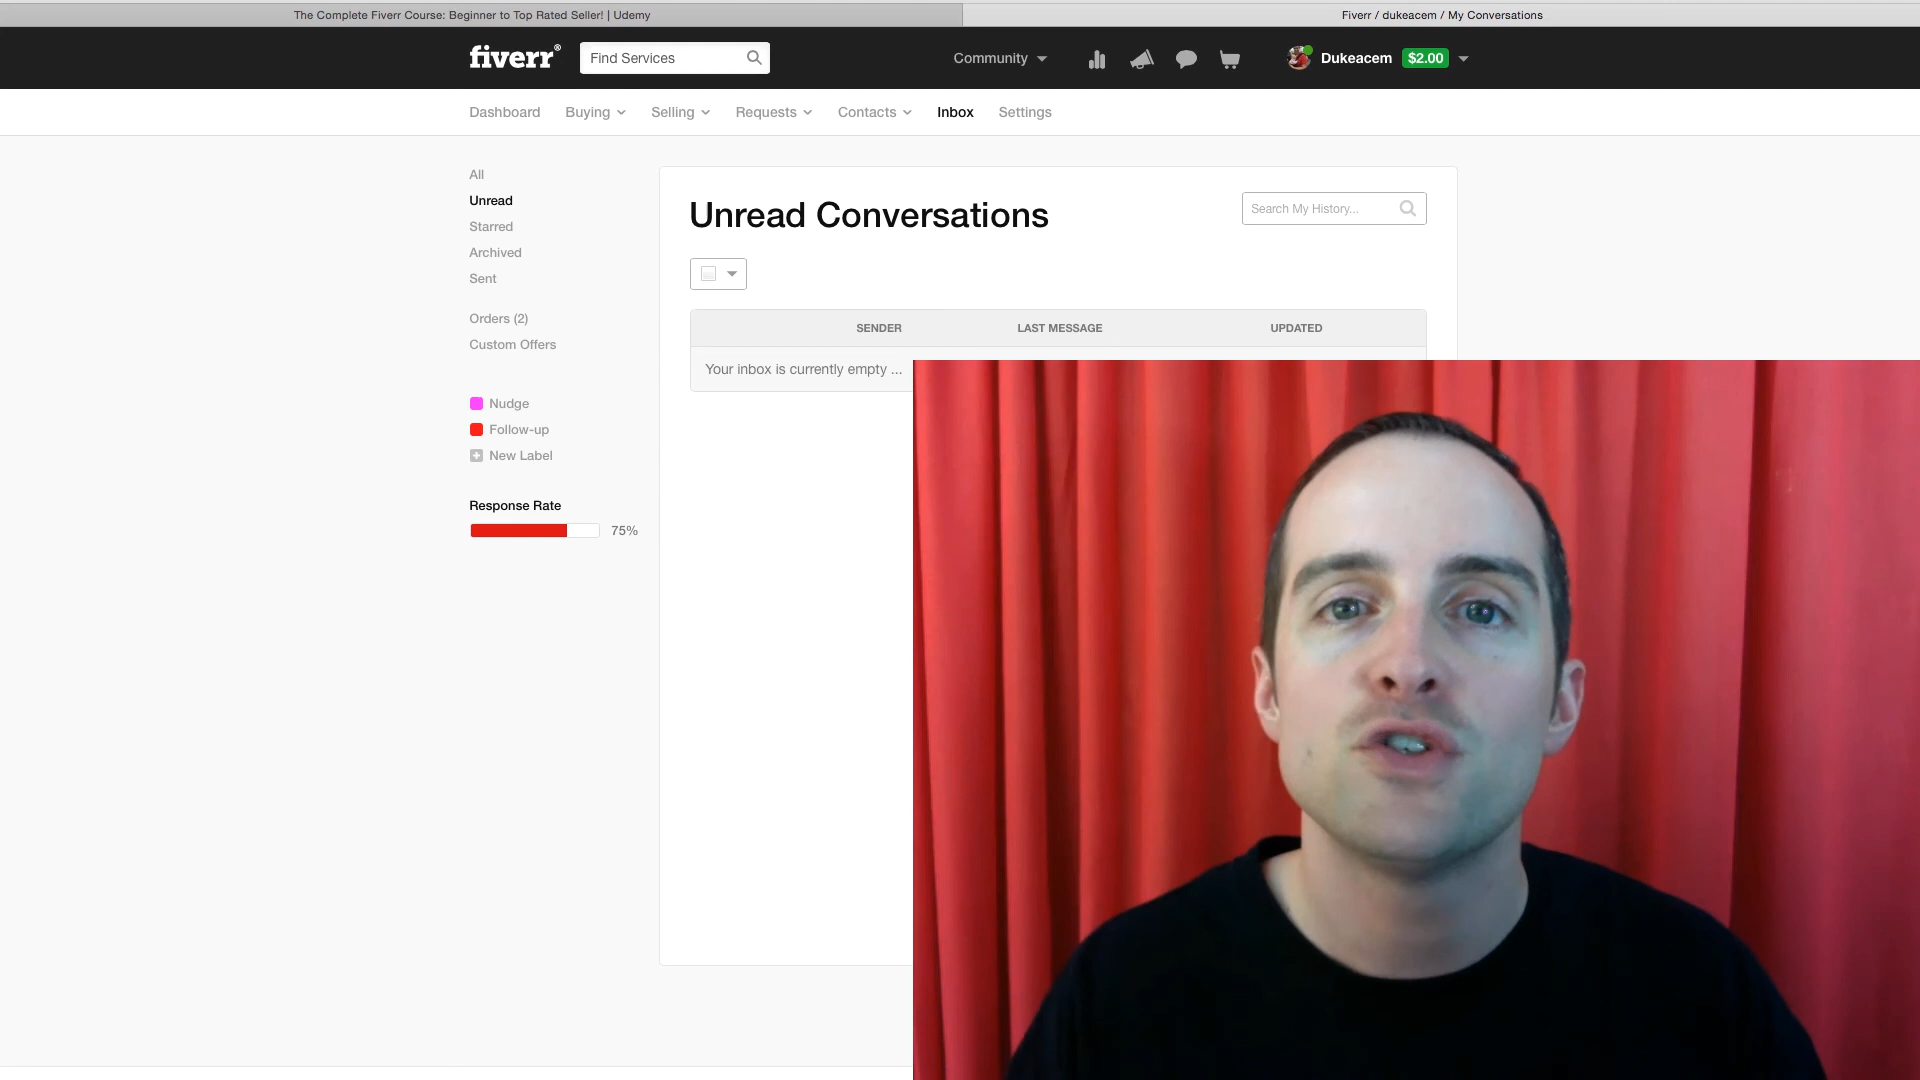 The Complete Fiverr Course: Beginner to Top Rated Seller! | Udemy
Fiverr / dukeacem / My Conversations
fiverr®
Find Services
Community
Dukeacem
$2.00
Dashboard
Buying
Selling
Requests
Contacts
Inbox
Settings
All
Unread
Starred
Archived
Sent
Orders (2)
Custom Offers
Nudge
Follow-up
New Label
Response Rate
75%
Unread Conversations
Search My History...
SENDER
LAST MESSAGE
UPDATED
Your inbox is currently empty ...